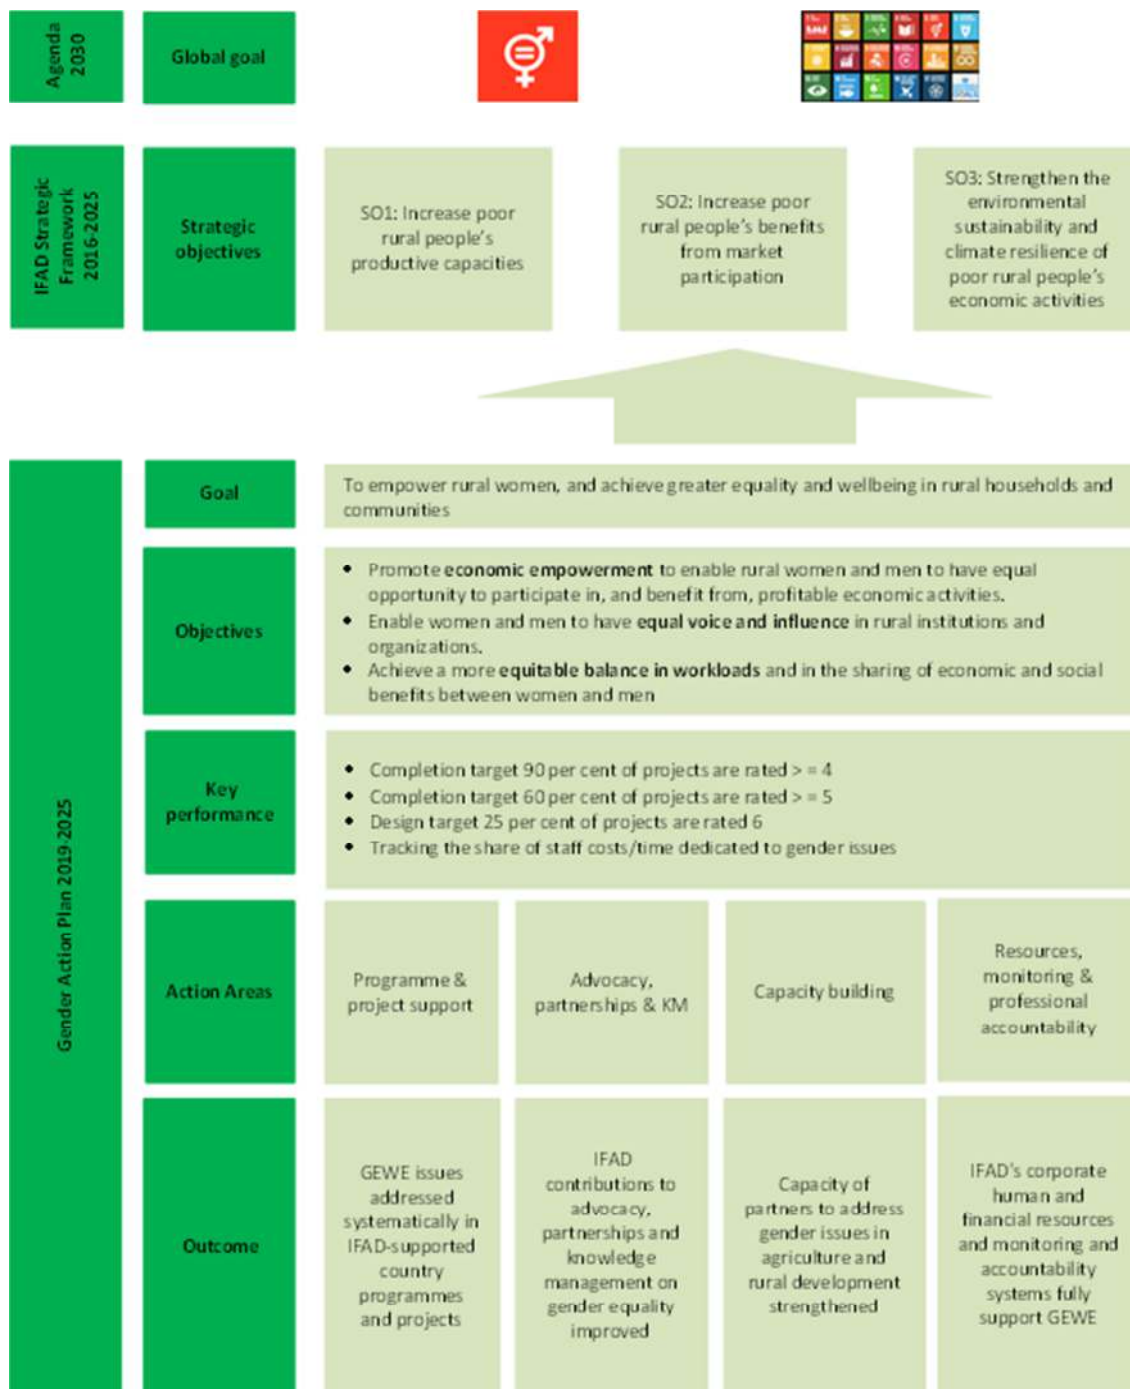 Agenda
2030
Global goal
IFAD Strategic
Framework
2016-2025
Strategic
objectives
SO1: Increase poor
rural people's
productive capacities
SO2: Increase poor
rural people's benefits
from market
participation
SO3: Strengthen the
environmental
sustainability and
climate resilience of
poor rural people's
economic activities
Gender Action Plan 2019-2025
Goal
To empower rural women, and achieve greater equality and wellbeing in rural households and
communities
Objectives
• Promote economic empowerment to enable rural women and men to have equal
opportunity to participate in, and benefit from, profitable economic activities.
• Enable women and men to have equal voice and influence in rural institutions and
organizations.
• Achieve a more equitable balance in workloads and in the sharing of economic and social
benefits between women and men
Key
performance
• Completion target 90 per cent of projects are rated > = 4
• Completion target 60 per cent of projects are rated > = 5
• Design target 25 per cent of projects are rated 6
• Tracking the share of staff costs/time dedicated to gender issues
Action Areas
Programme &
project support
Advocacy,
partnerships & KM
Capacity building
Resources,
monitoring &
professional
accountability
Outcome
GEWE issues
addressed
systematically in
IFAD-supported
country
programmes
and projects
IFAD
contributions to
advocacy,
partnerships and
knowledge
management on
gender equality
improved
Capacity of
partners to address
gender issues in
agriculture and
rural development
strengthened
IFAD's corporate
human and
financial resources
and monitoring and
accountability
systems fully
support GEWE